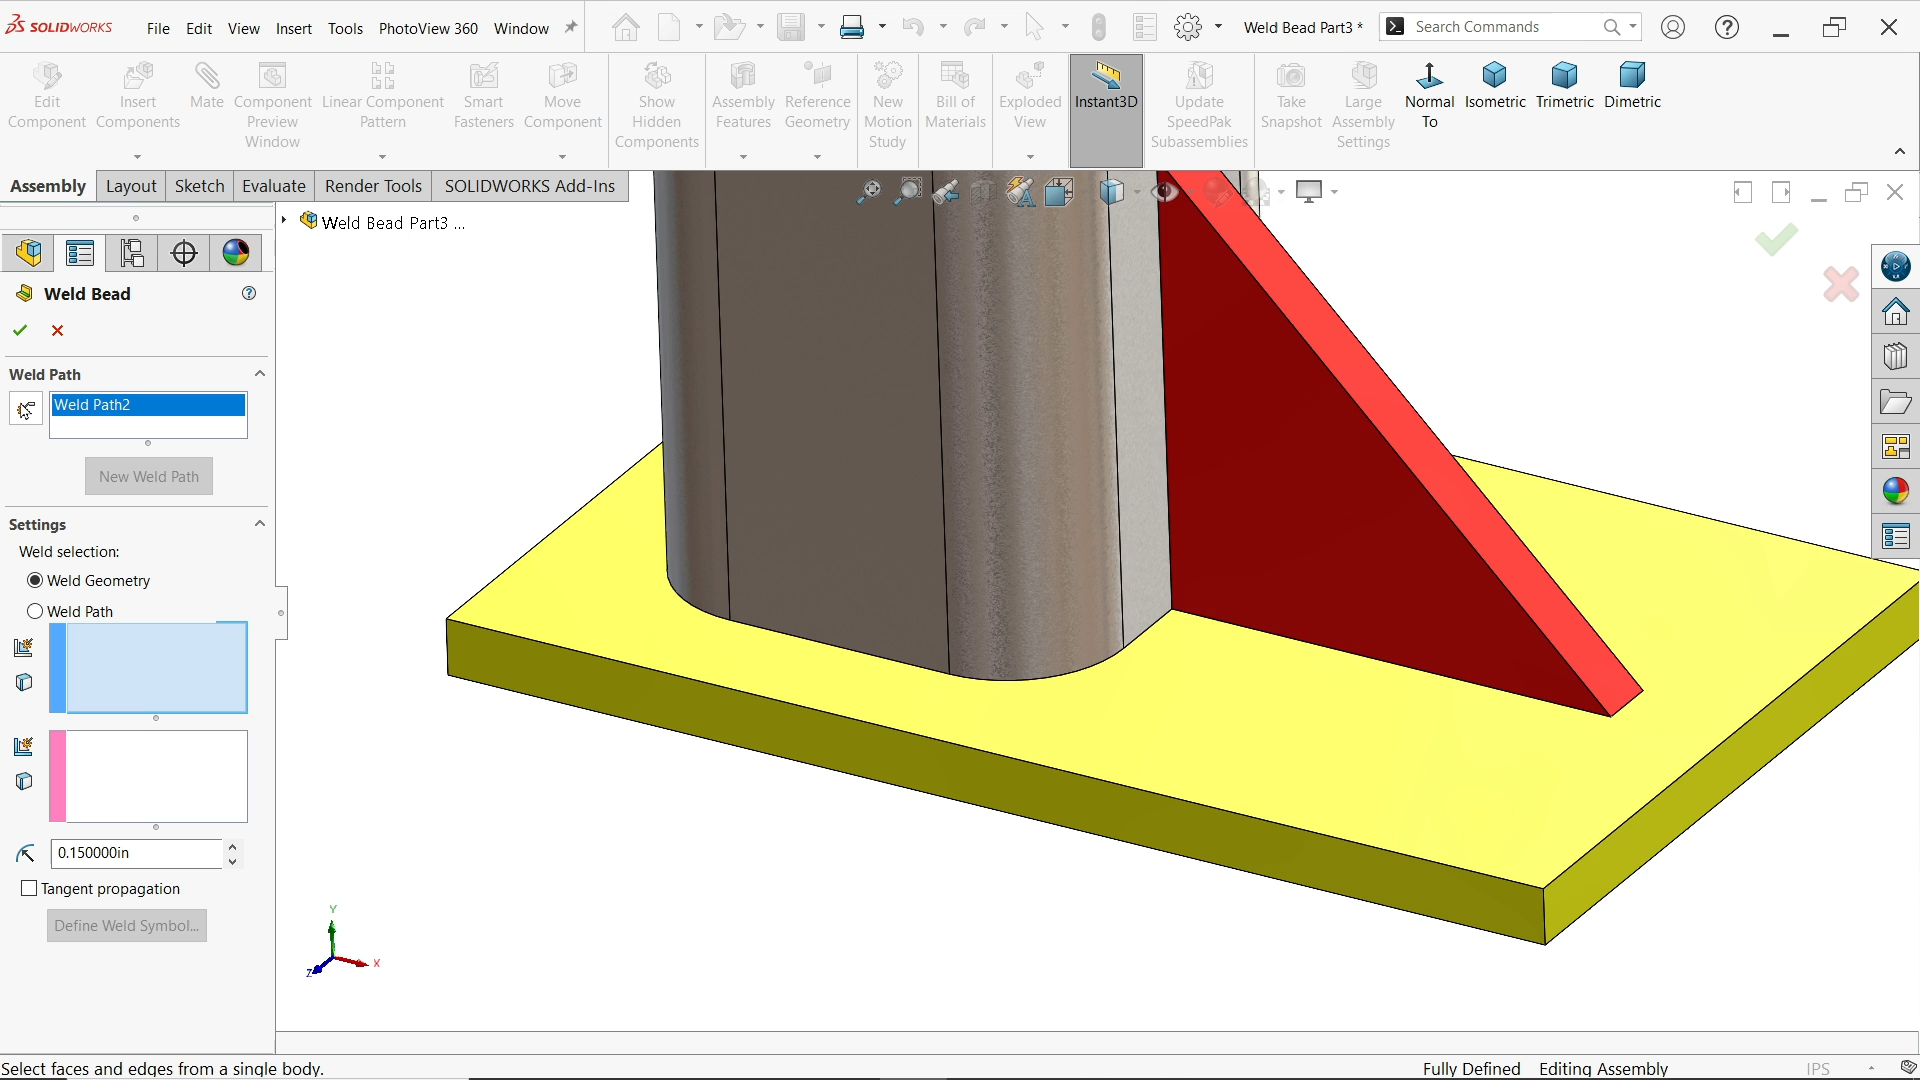 SOLIDWORKS
File Edit View Insert Tools PhotoView 360 Window
Weld Bead Part3 *
Search Commands
Edit Component
Insert Components
Mate
Component Preview Window
Linear Component Pattern
Smart Fasteners
Move Component
Show Hidden Components
Assembly Features
Reference Geometry
New Motion Study
Bill of Materials
Exploded View
Instant3D
Update SpeedPak Subassemblies
Take Snapshot
Large Assembly Settings
Normal To
Isometric
Trimetric
Dimetric
Assembly Layout Sketch Evaluate Render Tools SOLIDWORKS Add-Ins
Weld Bead Part3 ...
Weld Bead
Weld Path
Weld Path2
New Weld Path
Settings
Weld selection:
Weld Geometry
Weld Path
0.150000in
Tangent propagation
Define Weld Symbol...
Y
X
Z
Select faces and edges from a single body.
Fully Defined Editing Assembly IPS